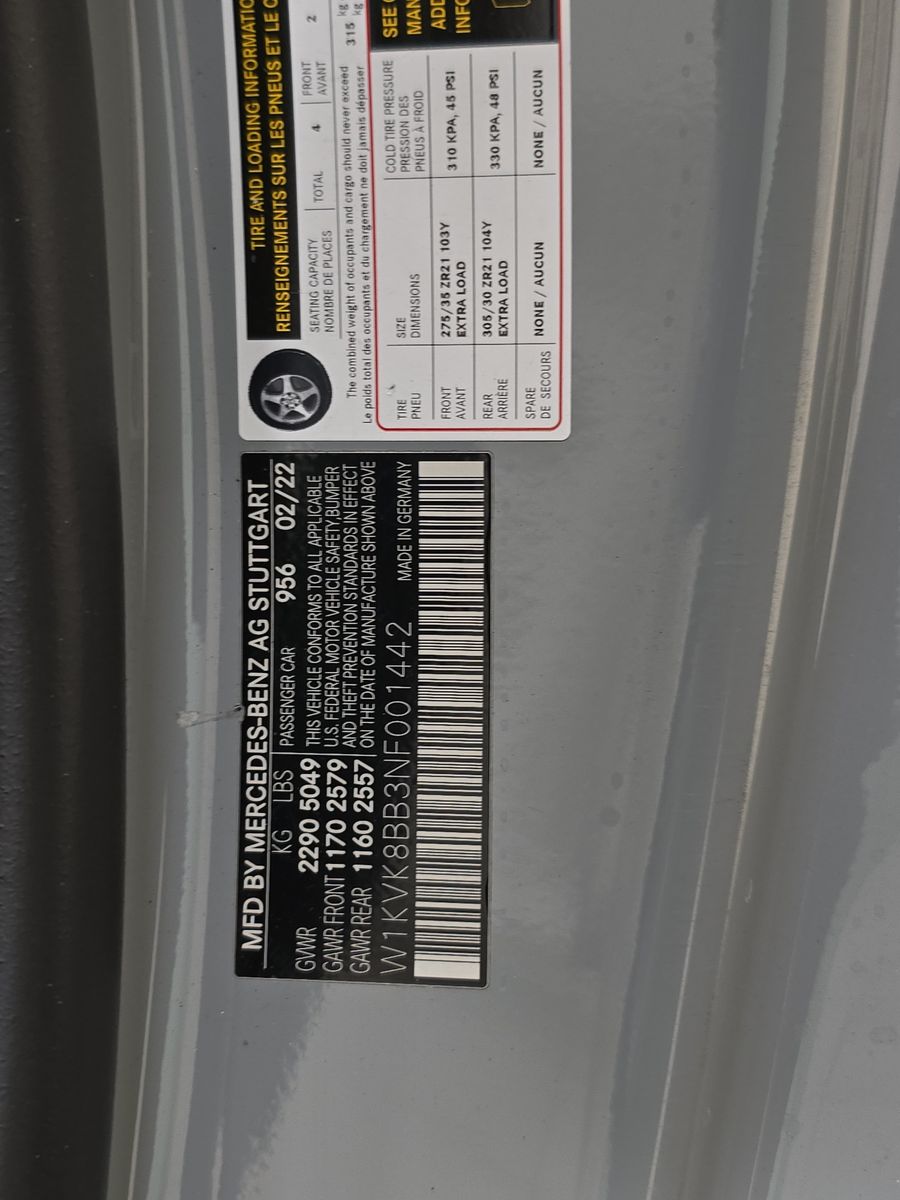 MFD BY MERCEDES-BENZ AG STUTTGART
KG LBS PASSENGER CAR 956 02/22
GVWR 2290 5049
GAWR FRONT 1170 2579
GAWR REAR 1160 2557
THIS VEHICLE CONFORMS TO ALL APPLICABLE
U.S. FEDERAL MOTOR VEHICLE SAFETY,BUMPER
AND THEFT PREVENTION STANDARDS IN EFFECT
ON THE DATE OF MANUFACTURE SHOWN ABOVE
W1KVK8BB3NF001442 MADE IN GERMANY
TIRE AND LOADING
RENSEIGNEMENTS SUR LES PNEUS ET LE
SEATING CAPACITY
NOMBRE DE PLACES
TOTAL 4
FRONT
AVANT
2
The combined weight of occupants and cargo should never exceed
Le poids total des occupants et du chargement ne doit jamais dépasser
315 kg
kg
SEE
TIRE
PNEU
SIZE
DIMENSIONS
COLD TIRE PRESSURE
PRESSION DES
PNEUS À FROID
FRONT
AVANT
275/35 ZR21 103Y
EXTRA LOAD
310 KPA, 45 PSI
REAR
ARRIÈRE
305/30 ZR21 104Y
EXTRA LOAD
330 KPA, 48 PSI
SPARE
DE SECOURS
NONE / AUCUN
NONE / AUCUN